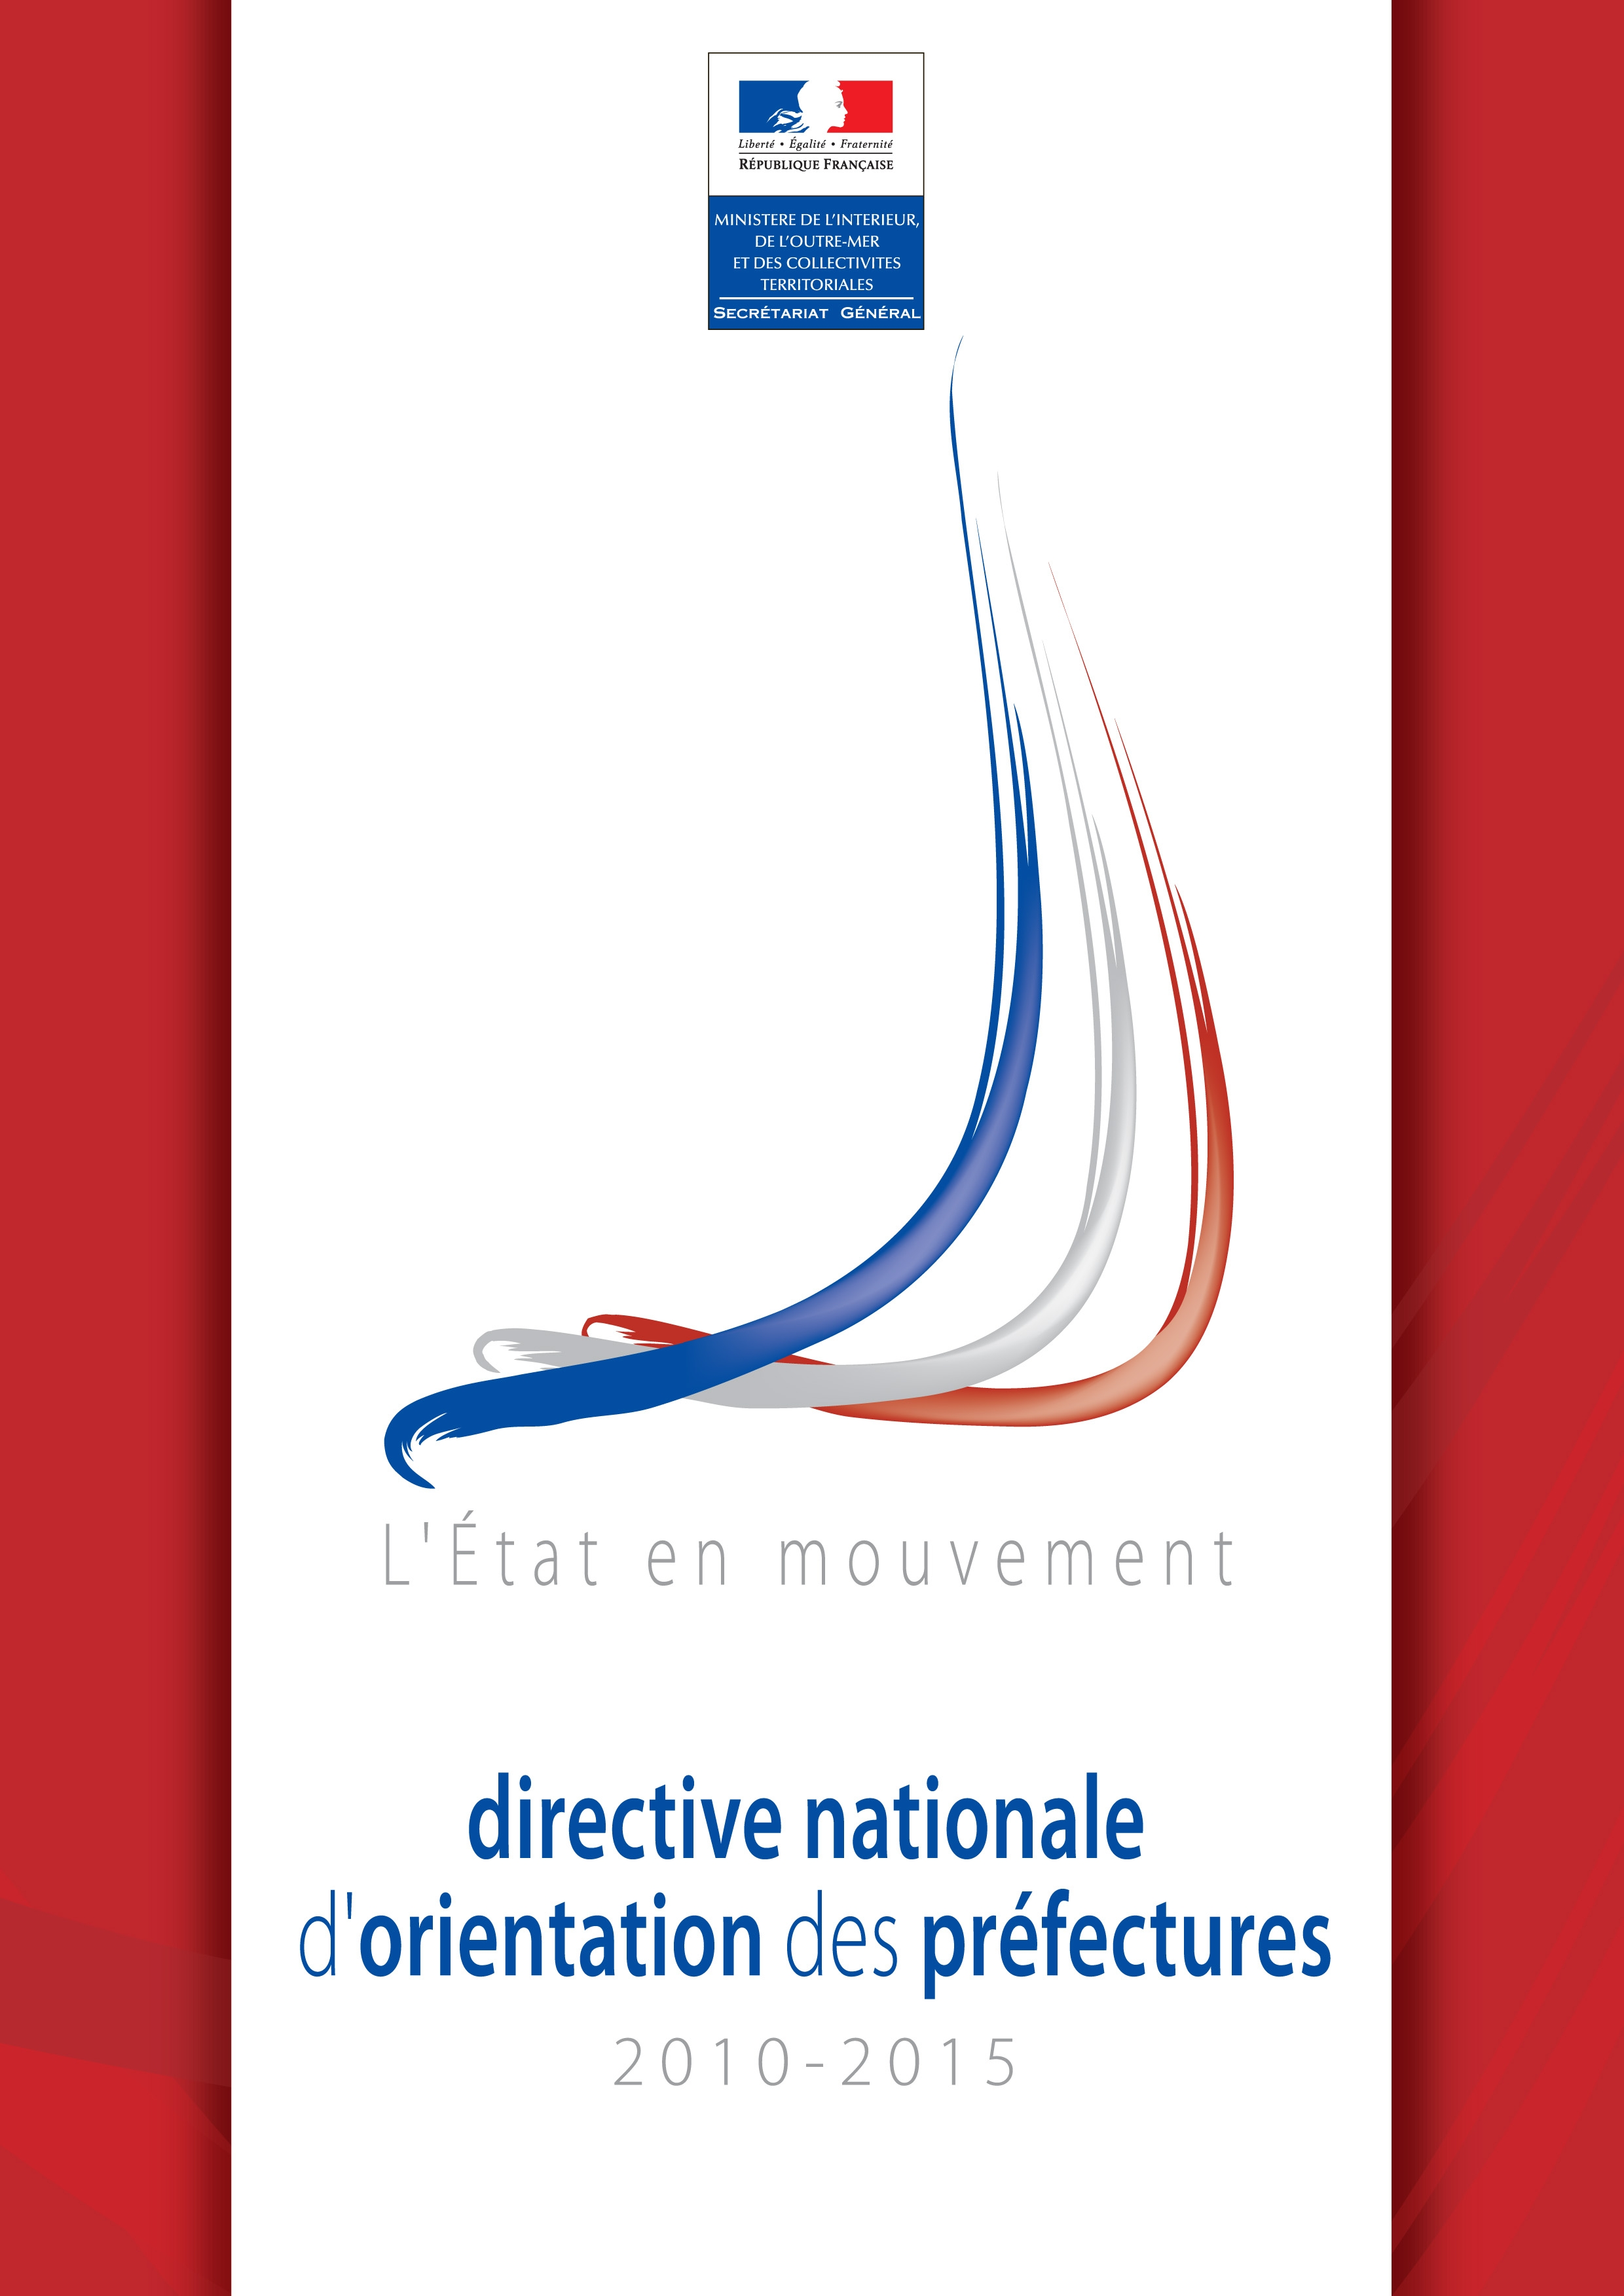 Liberté • Égalité • Fraternité
RÉPUBLIQUE FRANÇAISE
MINISTERE DE L'INTERIEUR,
DE L'OUTRE-MER
ET DES COLLECTIVITES
TERRITORIALES
SECRÉTARIAT GÉNÉRAL
L'État en mouvement
directive nationale
d'orientation des préfectures
2010-2015